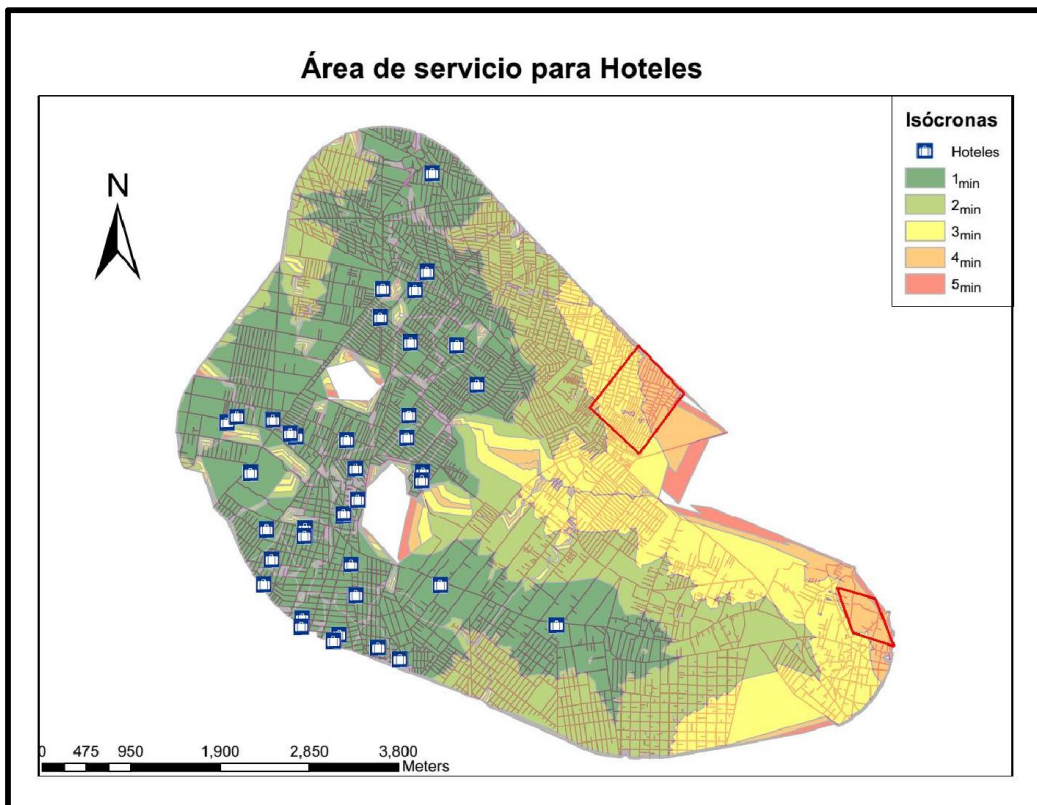 Área de servicio para Hoteles
Isócronas
Hoteles
1min
2min
3min
4min
5min
N
0 475 950 1,900 2,850 3,800
Meters